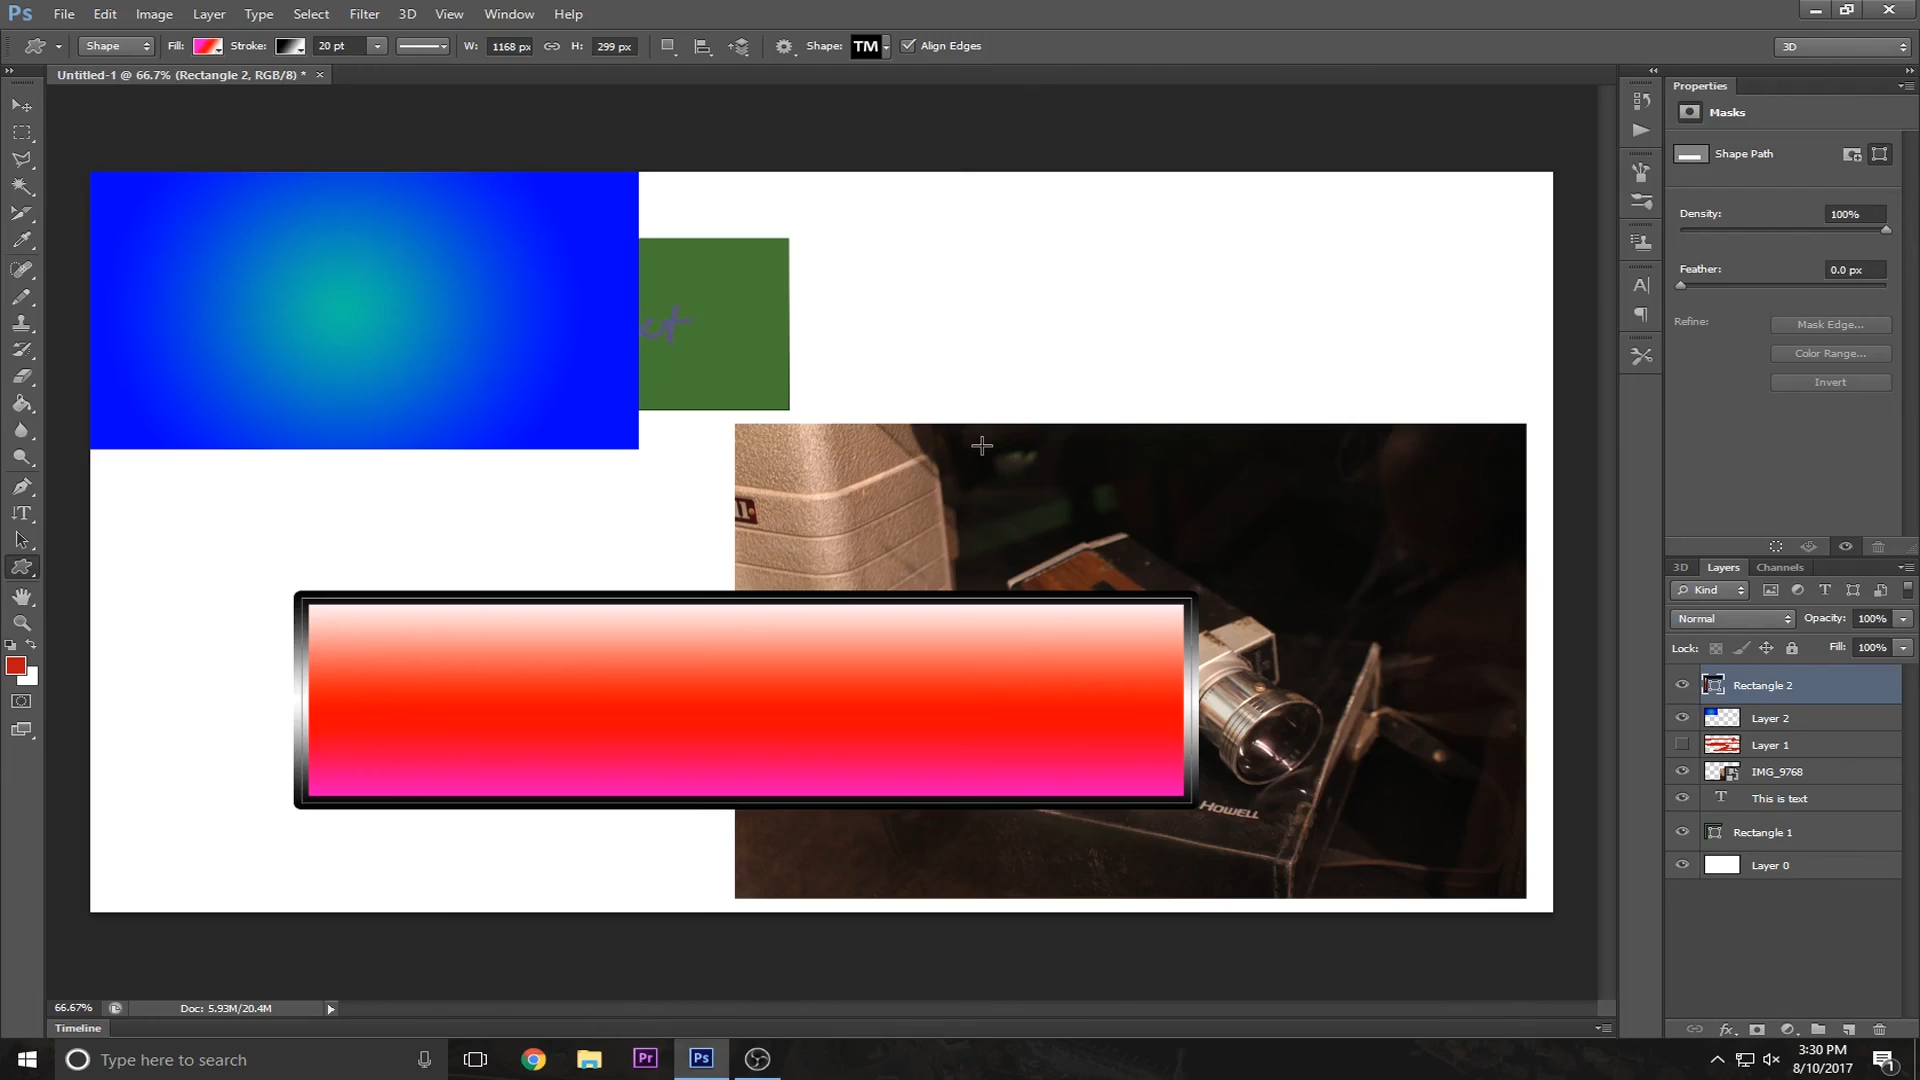 Ps File Edit Image Layer Type Select Filter 3D View Window Help
Shape Fill: Stroke: 20 pt W: 1168 px H: 299 px Shape: TM Align Edges 3D
Untitled-1 @ 66.7% (Rectangle 2, RGB/8) * ×
Properties
Masks
Shape Path
Density: 100%
Feather: 0.0 px
Refine: Mask Edge...
Color Range...
Invert
ct
HOWELL
3D Layers Channels
Kind
Normal Opacity: 100%
Lock: Fill: 100%
Rectangle 2
Layer 2
Layer 1
IMG_9768
This is text
Rectangle 1
Layer 0
66.67% Doc: 5.93M/20.4M
Timeline
Type here to search Pr Ps
3:30 PM
8/10/2017
1